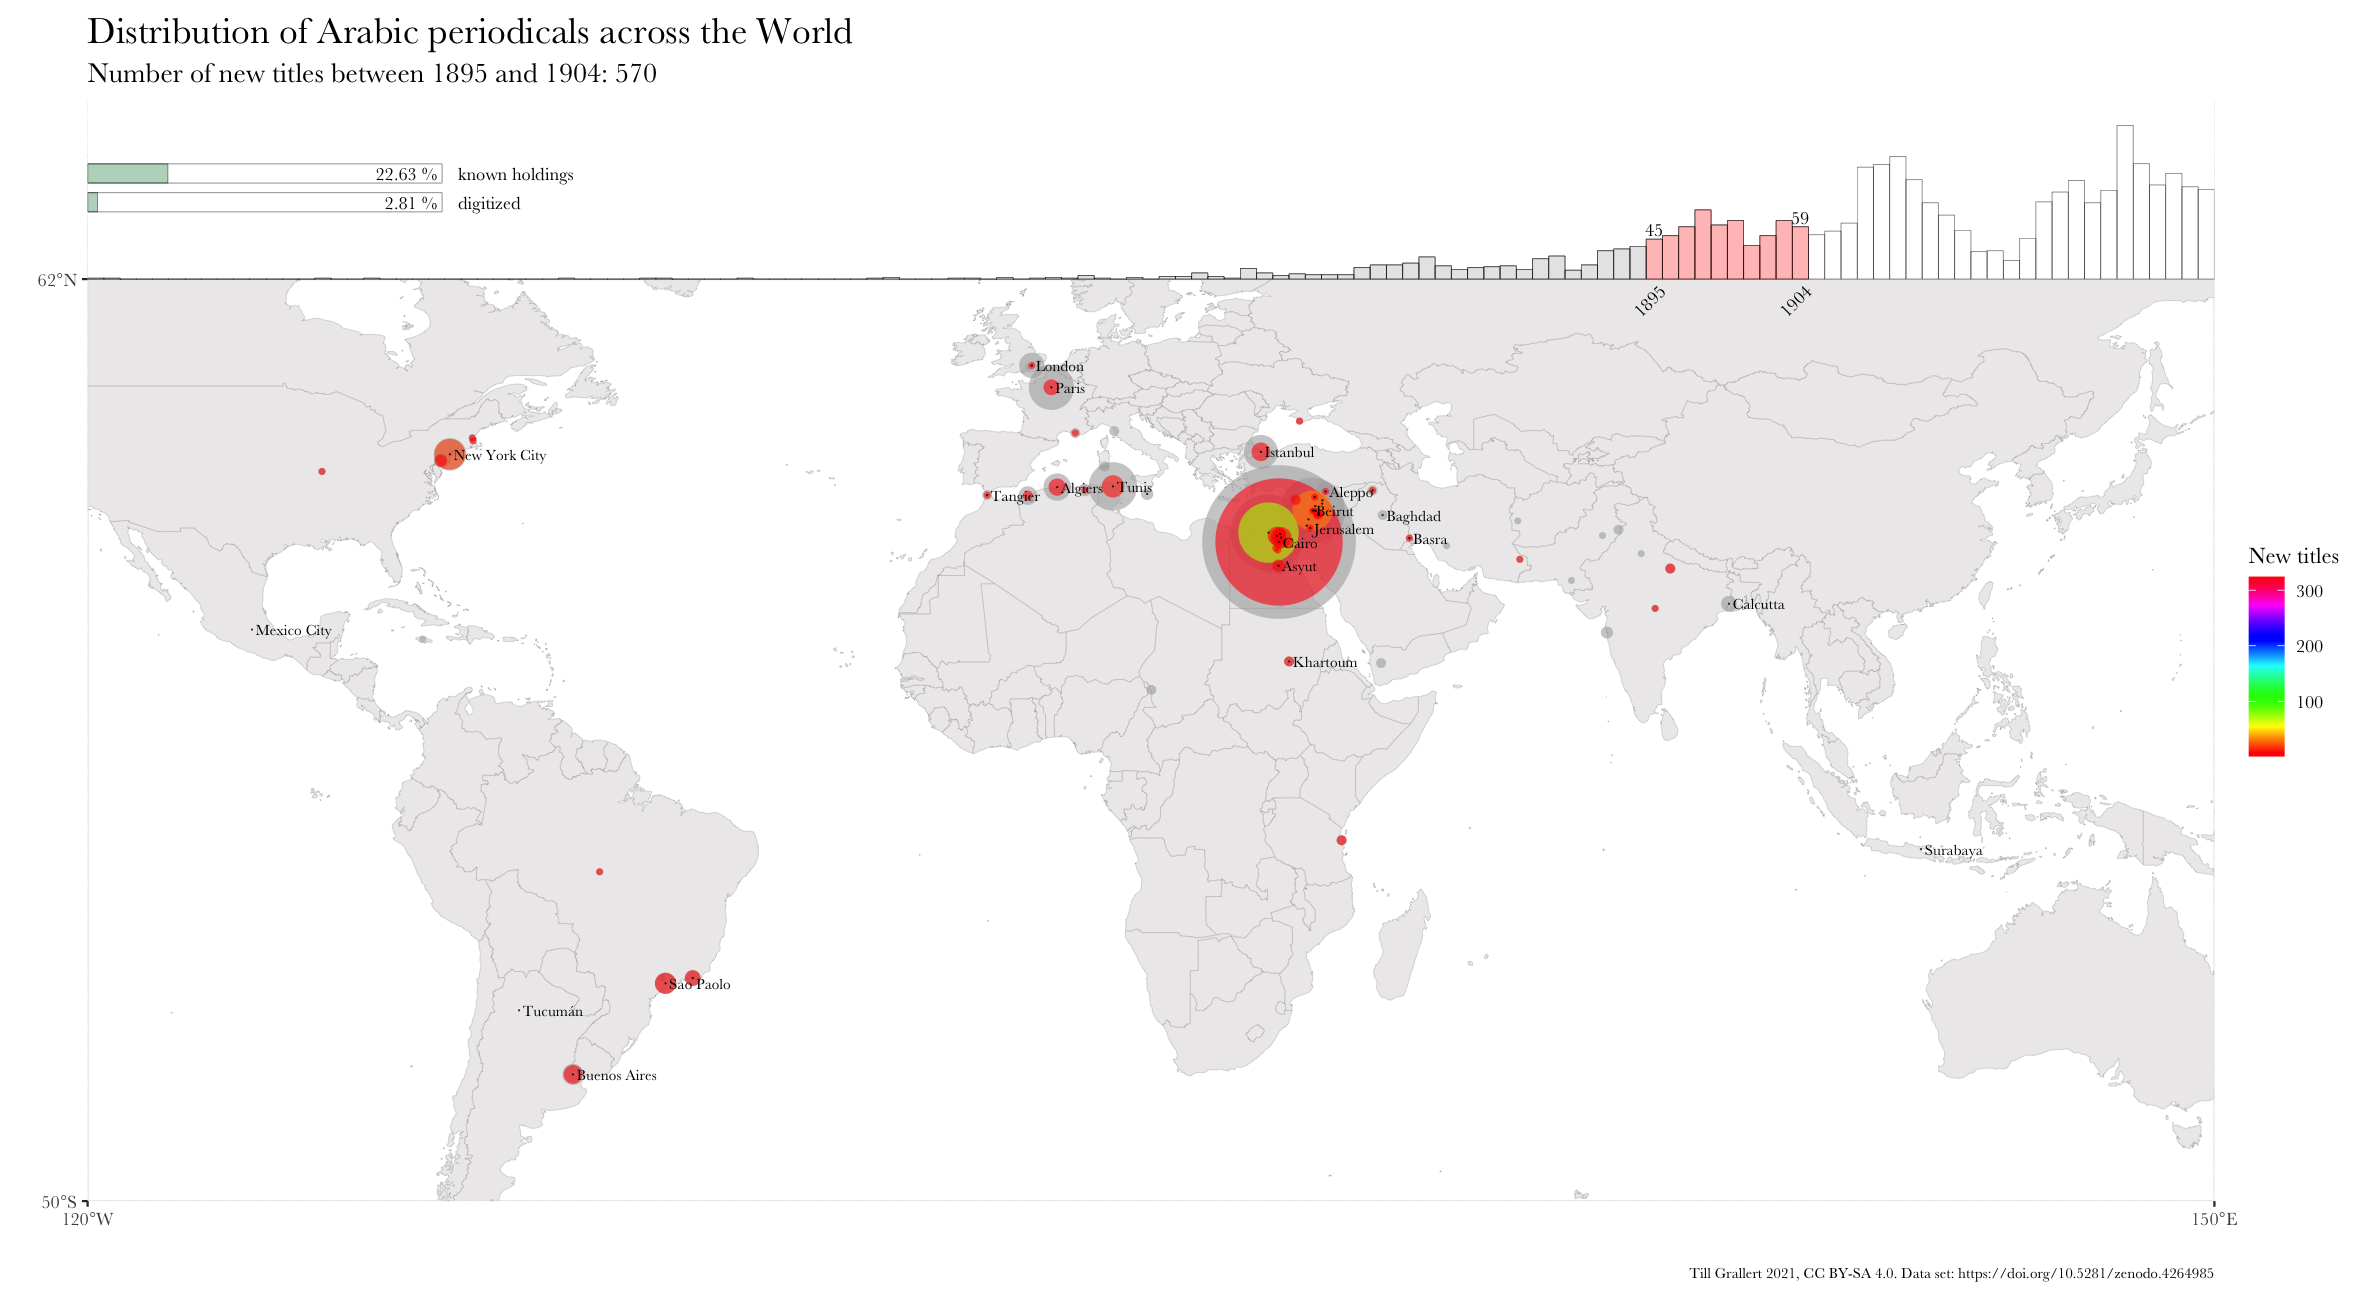 Distribution of Arabic periodicals across the World
Number of new titles between 1895 and 1904: 570
22.63 % known holdings
2.81 % digitized
45
59
62°N
1895
1904
London
Paris
New York City
Istanbul
Tangier
Algiers
Tunis
Aleppo
Beirut
Baghdad
Jerusalem
Cairo
Basra
Asyut
Calcutta
Mexico City
Khartoum
Surabaya
Sao Paolo
Tucumán
Buenos Aires
New titles
300
200
100
50°S
120°W
150°E
Till Grallert 2021, CC BY-SA 4.0. Data set: https://doi.org/10.5281/zenodo.4264985